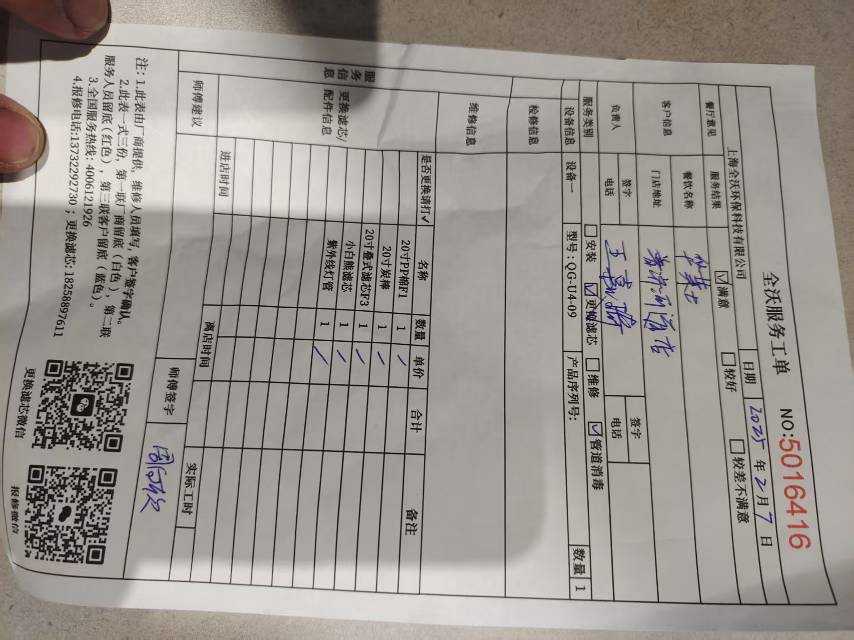 全沃服务工单
NO:5016416
上海全沃环保科技有限公司
日期 2025 年 2 月 7 日
餐厅意见 服务结果 满意 较好 较差不满意
客户信息 餐饮名称
门店地址
负责人 签字 签字
电话 电话
服务类别 安装 更换滤芯 维修 管道消毒
设备信息 设备一 型号: QG-U4-09 产品序列号: 数量 1
检修信息
维修信息
服务信息
更换滤芯/配件信息 是否更换请打✓ 名称 数量 单价 合计 备注
20寸PP棉F1 1 /
20寸炭棒 1 /
20寸叠式滤芯F3 1 /
小白熊滤芯 1 /
紫外线灯管 1 /
师傅建议
进店时间 离店时间 实际工时
师傅签字
注: 1.此表由厂商提供, 维修人员填写, 客户签字确认。
2.此表一式三份, 第一联厂商留底 (白色), 第二联
服务人员留底 (红色), 第三联客户留底 (蓝色)。
3.全国服务热线: 4006121926
4.报修电话:13732292730 ; 更换滤芯: 18258897611
更换滤芯微信
报修微信